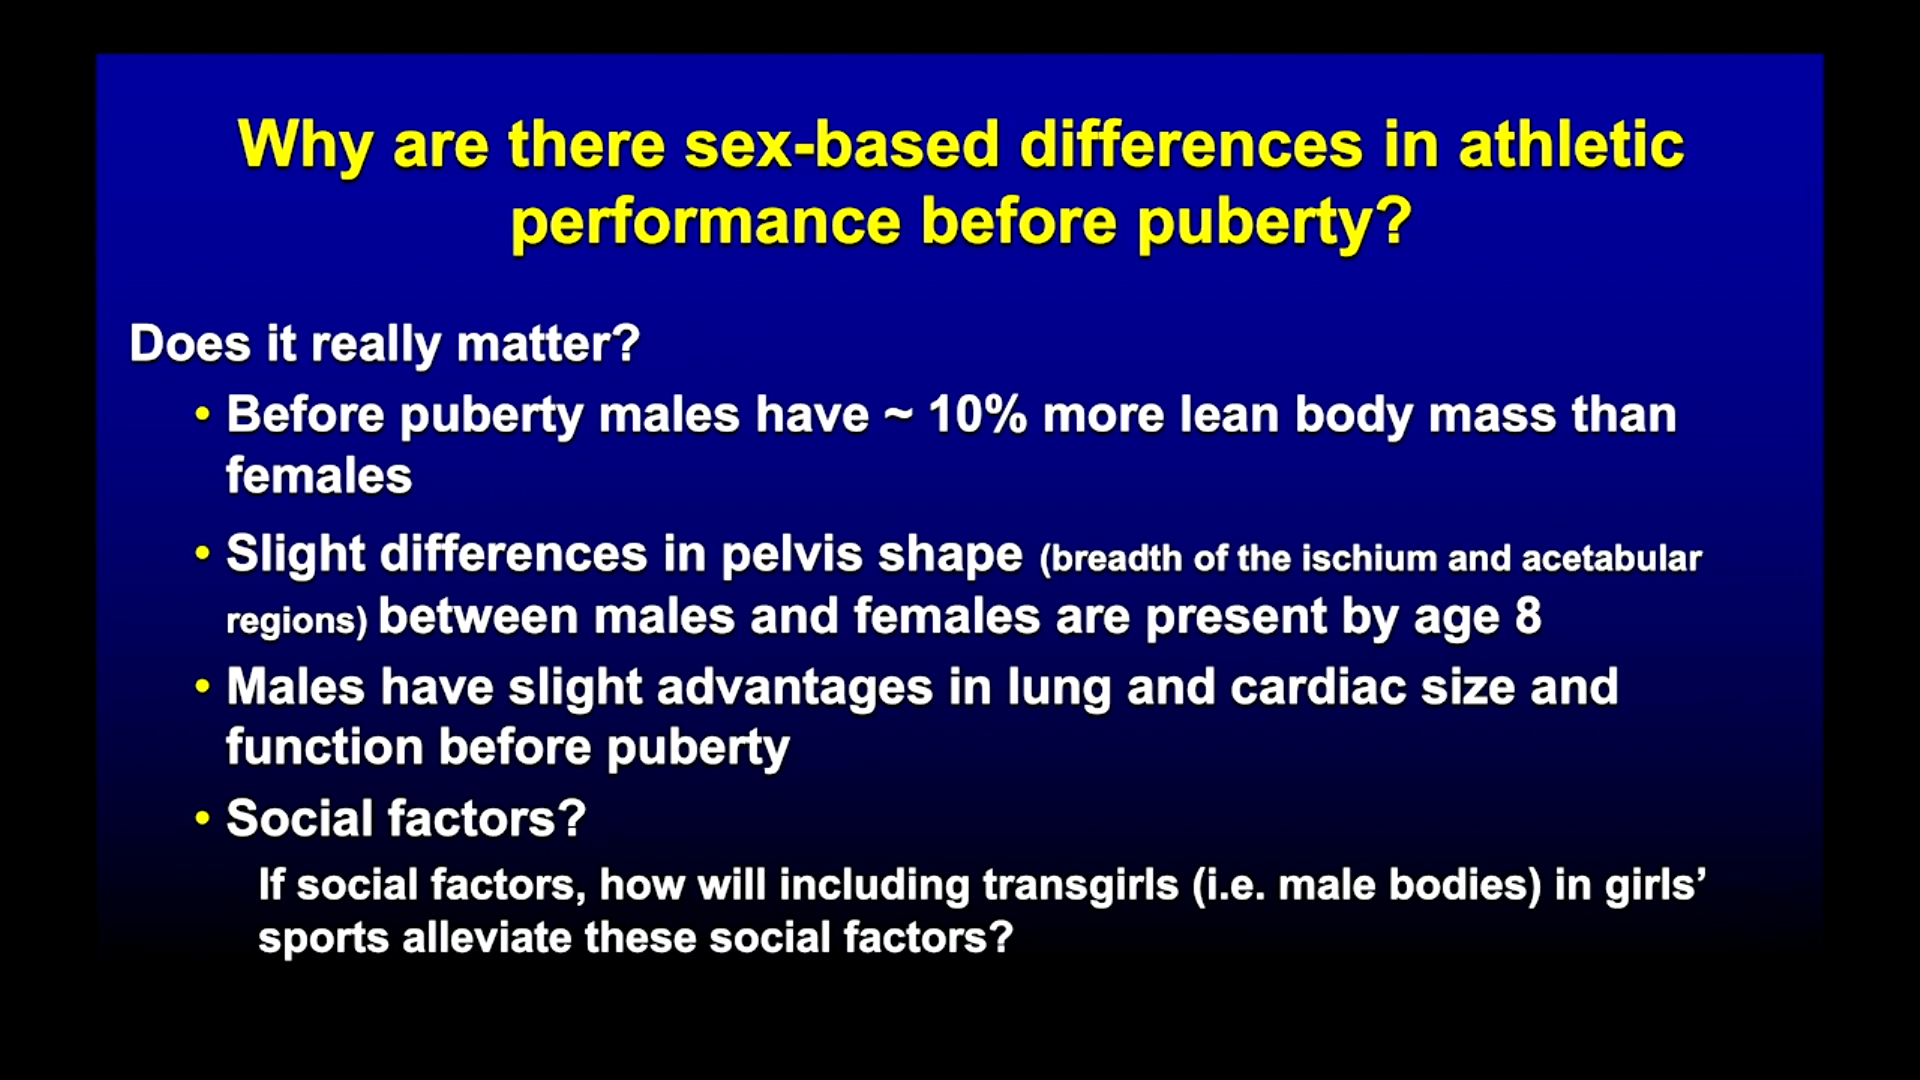 Why are there sex-based differences in athletic
performance before puberty?
Does it really matter?
• Before puberty males have ~ 10% more lean body mass than
females
• Slight differences in pelvis shape (breadth of the ischium and acetabular
regions) between males and females are present by age 8
• Males have slight advantages in lung and cardiac size and
function before puberty
• Social factors?
If social factors, how will including transgirls (i.e. male bodies) in girls’
sports alleviate these social factors?